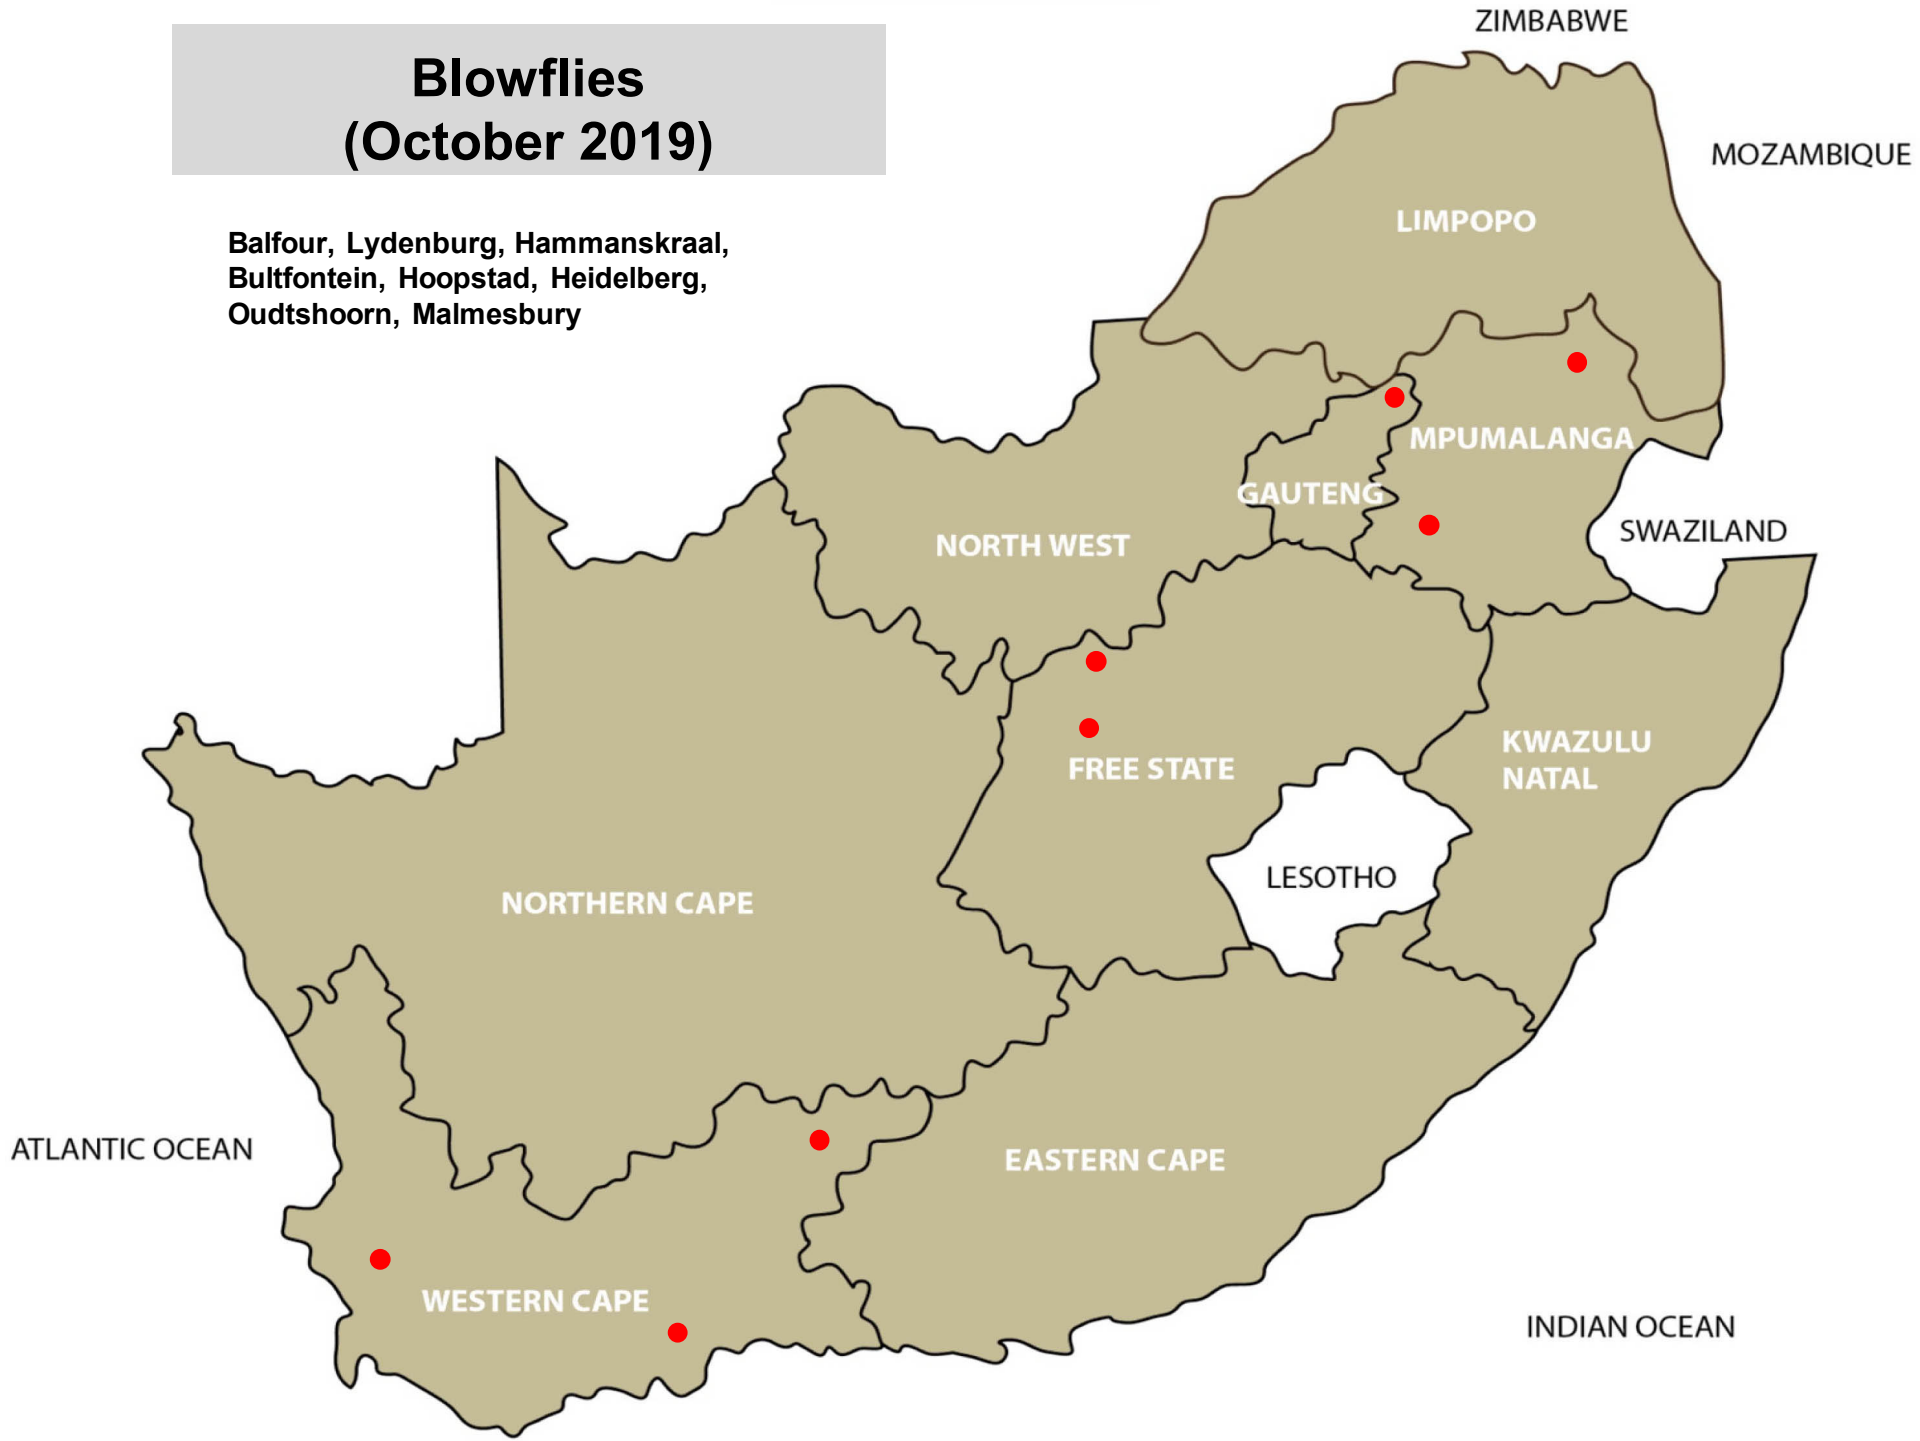 Blowflies
(October 2019)
Balfour, Lydenburg, Hammanskraal,
Bultfontein, Hoopstad, Heidelberg,
Oudtshoorn, Malmesbury
ZIMBABWE
MOZAMBIQUE
LIMPOPO
MPUMALANGA
GAUTENG
SWAZILAND
NORTH WEST
KWAZULU
NATAL
FREE STATE
LESOTHO
NORTHERN CAPE
ATLANTIC OCEAN
EASTERN CAPE
WESTERN CAPE
INDIAN OCEAN